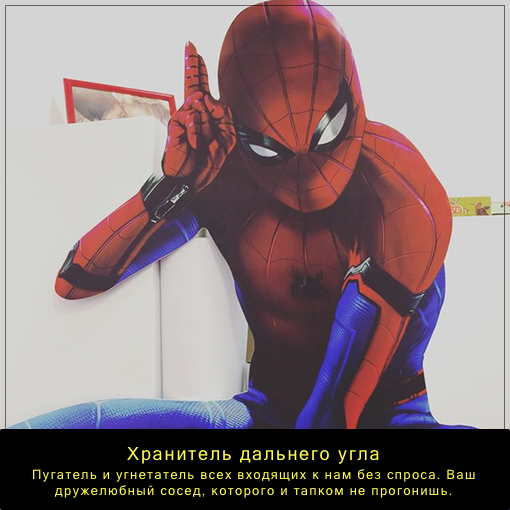 Хранитель дальнего угла
Пугатель и угнетатель всех входящих к нам без спроса. Ваш
дружелюбный сосед, которого и тапком не прогонишь.